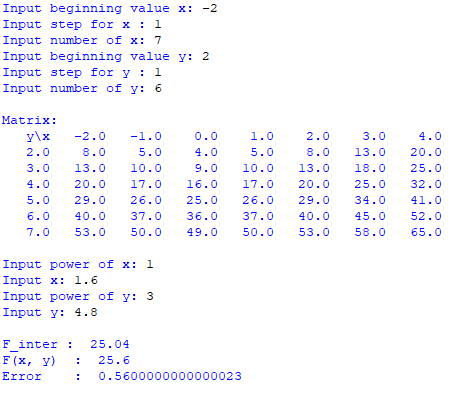 Input beginning value x: -2
Input step for x : 1
Input number of x: 7
Input beginning value y: 2
Input step for y : 1
Input number of y: 6
Matrix:
y\x -2.0 -1.0 0.0 1.0 2.0 3.0 4.0
2.0 8.0 5.0 4.0 5.0 8.0 13.0 20.0
3.0 13.0 10.0 9.0 10.0 13.0 18.0 25.0
4.0 20.0 17.0 16.0 17.0 20.0 25.0 32.0
5.0 29.0 26.0 25.0 26.0 29.0 34.0 41.0
6.0 40.0 37.0 36.0 37.0 40.0 45.0 52.0
7.0 53.0 50.0 49.0 50.0 53.0 58.0 65.0
Input power of x: 1
Input x: 1.6
Input power of y: 3
Input y: 4.8
F_inter : 25.04
F(x, y) : 25.6
Error : 0.5600000000000023